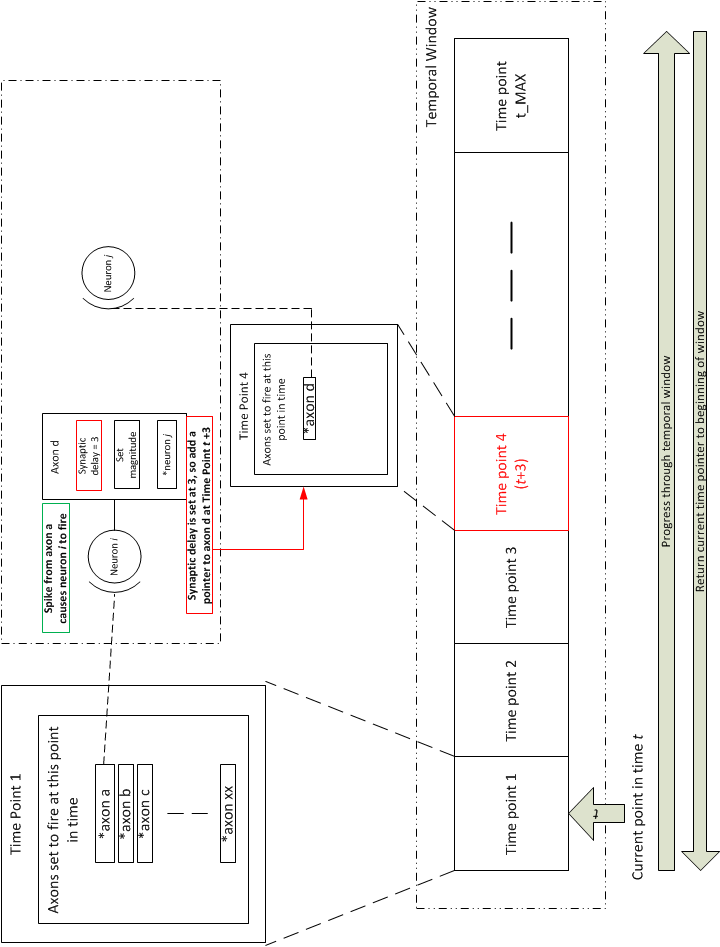 Time Point 1
Axons set to fire at this point
in time
*axon a
*axon b
*axon c
*axon xx
Spike from axon a
causes neuron i to fire
Neuron i
Axon d
Synaptic
delay = 3
Set
magnitude
*neuron j
Synaptic delay is set at 3, so add a
pointer to axon d at Time Point t +3
Neuron j
Time Point 4
Axons set to fire at this
point in time
*axon d
Temporal Window
Time point 1
Time point 2
Time point 3
Time point 4
(t+3)
Time point
t_MAX
t
Current point in time t
Progress through temporal window
Return current time pointer to beginning of window